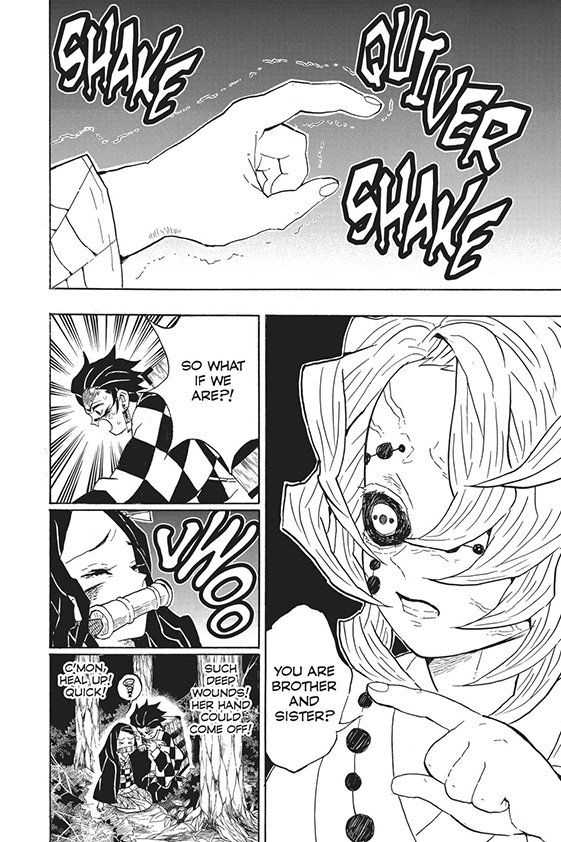 QUIVER
SHAKE
SHAKE
YOU ARE
BROTHER
AND
SISTER?
SO WHAT
IF WE
ARE?!
VWOO
SUCH
DEEP
WOUNDS!
HER HAND
COULD
COME OFF!
C'MON,
HEAL UP!
QUICK!